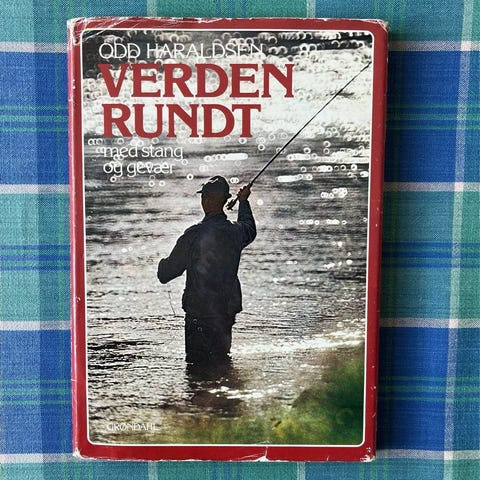 ODD HARALDSEN
VERDEN
RUNDT
med stang
og gevær
GRØNDAHL